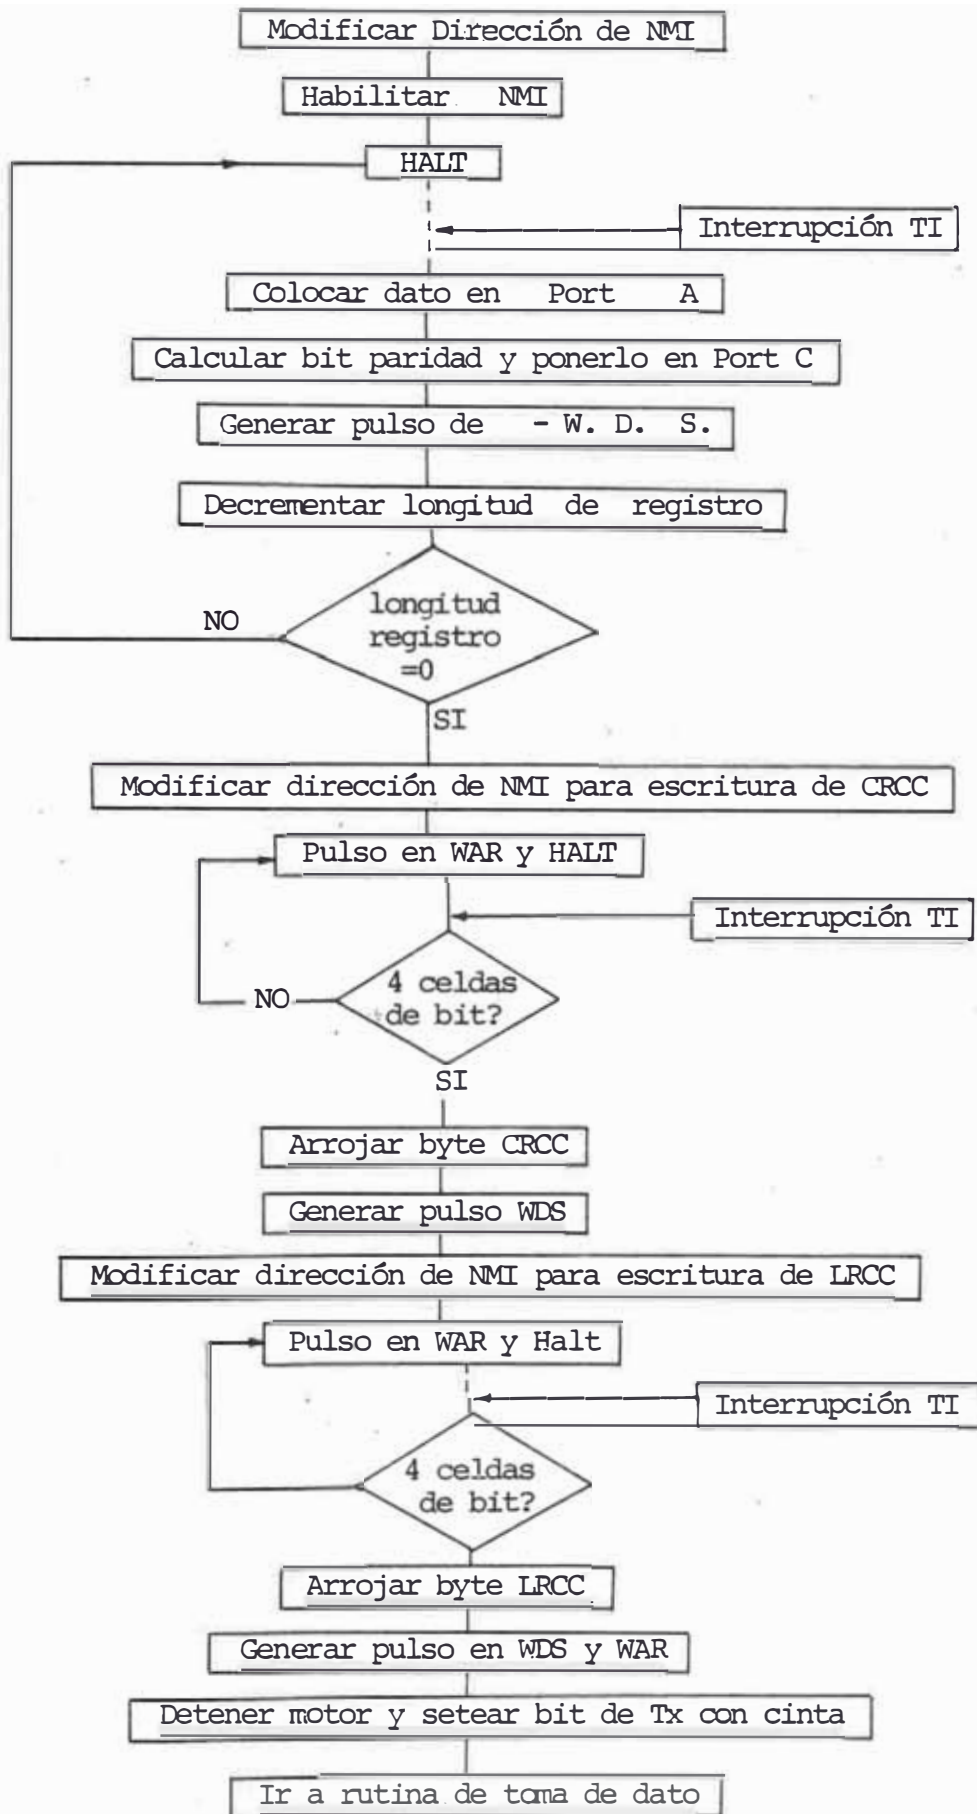 Modificar Dirección de NMI
Habilitar NMI
HALT
Interrupción TI
Colocar dato en Port A
Calcular bit paridad y ponerlo en Port C
Generar pulso de - W. D. S.
Decrementar longitud de registro
longitud
registro
=0
NO
SI
Modificar dirección de NMI para escritura de CRCC
Pulso en WAR y HALT
Interrupción TI
4 celdas
de bit?
NO
SI
Arrojar byte CRCC
Generar pulso WDS
Modificar dirección de NMI para escritura de LRCC
Pulso en WAR y Halt
Interrupción TI
4 celdas
de bit?
Arrojar byte LRCC
Generar pulso en WDS y WAR
Detener motor y setear bit de Tx con cinta
Ir a rutina de toma de dato